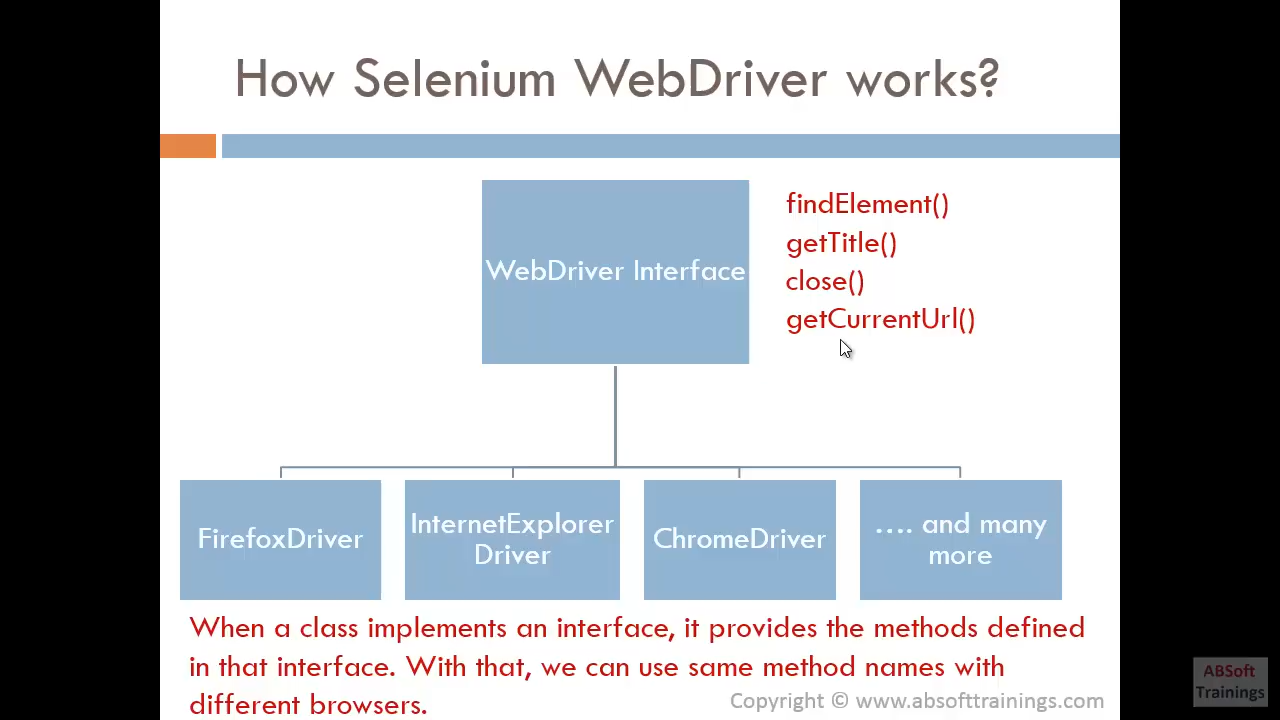 How Selenium WebDriver works?
WebDriver Interface
findElement()
getTitle()
close()
getCurrentUrl()
FirefoxDriver
InternetExplorer
Driver
ChromeDriver
.... and many
more
When a class implements an interface, it provides the methods defined
in that interface. With that, we can use same method names with
different browsers.
Copyright © www.absofttrainings.com
ABSoft
Trainings